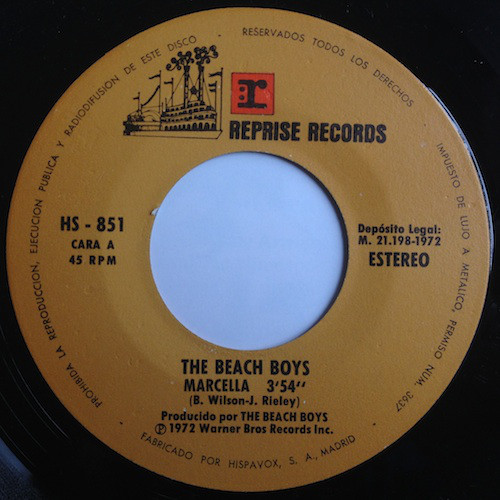 RESERVADOS TODOS LOS DERECHOS
IMPUESTO DE LUJO A METALICO, PERMISO NUM. 3637
PROHIBIDA LA REPRODUCCION, EJECUCION PUBLICA Y RADIODIFUSION DE ESTE DISCO
r
REPRISE RECORDS
HS - 851
CARA A
45 RPM
Depósito Legal:
M. 21.198-1972
ESTEREO
THE BEACH BOYS
MARCELLA 3'54"
(B. Wilson-J. Rieley)
Producido por THE BEACH BOYS
℗ 1972 Warner Bros Records Inc.
FABRICADO POR HISPAVOX, S. A., MADRID